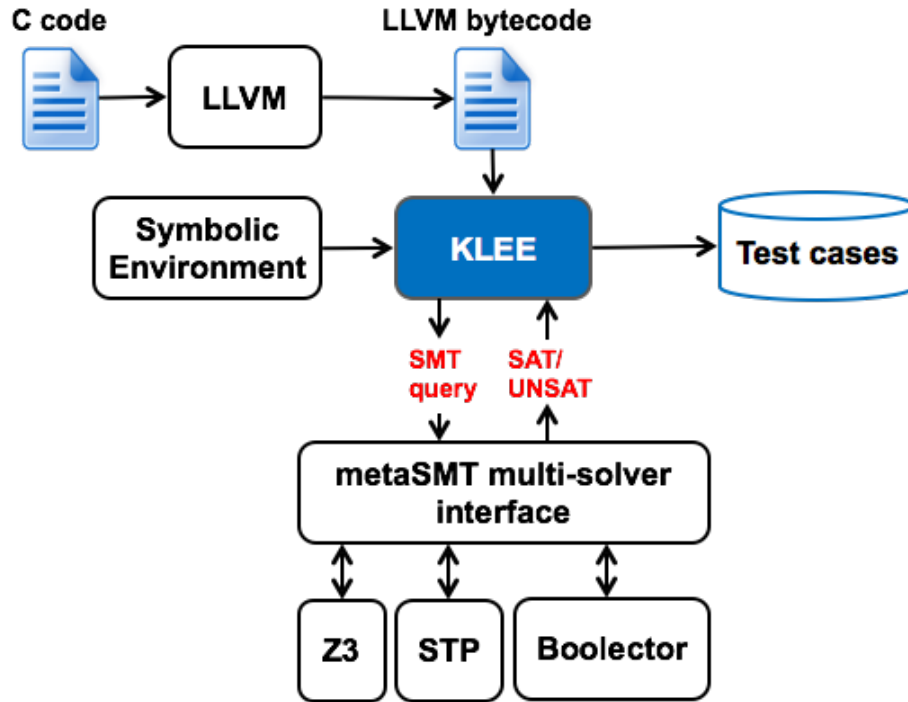 C code
LLVM bytecode
LLVM
Symbolic
Environment
KLEE
Test cases
SMT
query
SAT/
UNSAT
metaSMT multi-solver
interface
Z3
STP
Boolector